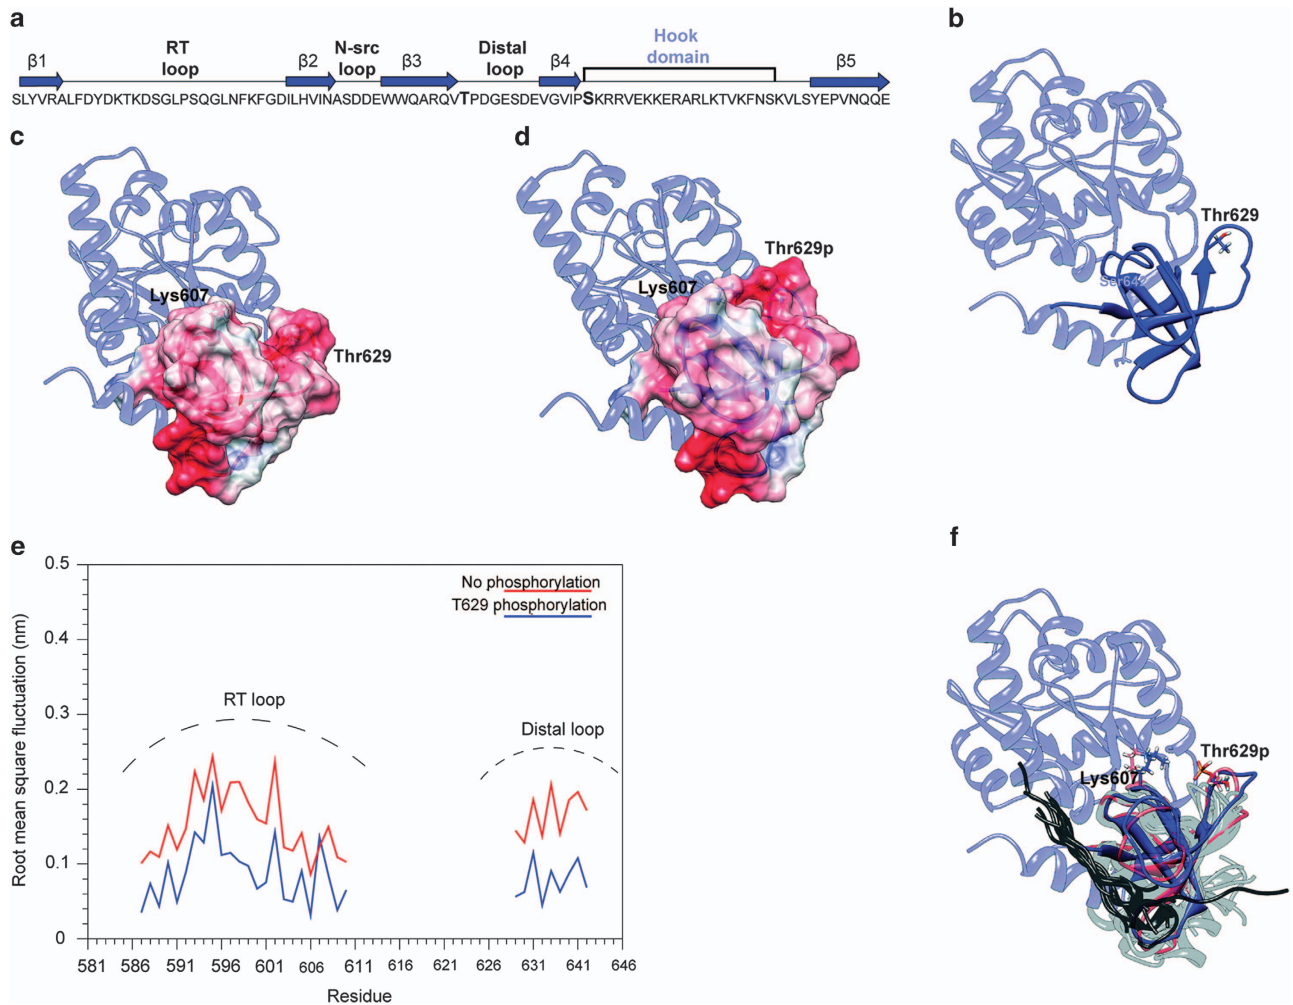 a
b
β1
RT
loop
β2
N-src
loop
β3
Distal
loop
β4
Hook
domain
β5
SLYVRALFDYDKTKDSGLPSQGLNFKFGDILHVINASDDEWWQARQVTPDGESDEVGVIPSKRRVEKKERARLKTVKFNSKVLSYEPVNQQE
c
d
Thr629
Ser64
Lys607
Thr629
Lys607
Thr629p
e
f
0.5
0.4
0.3
0.2
0.1
0
Root mean square fluctuation (nm)
No phosphorylation
T629 phosphorylation
RT loop
Distal loop
581 586 591 596 601 606 611 616 621 626 631 641 646
Residue
Lys607
Thr629p